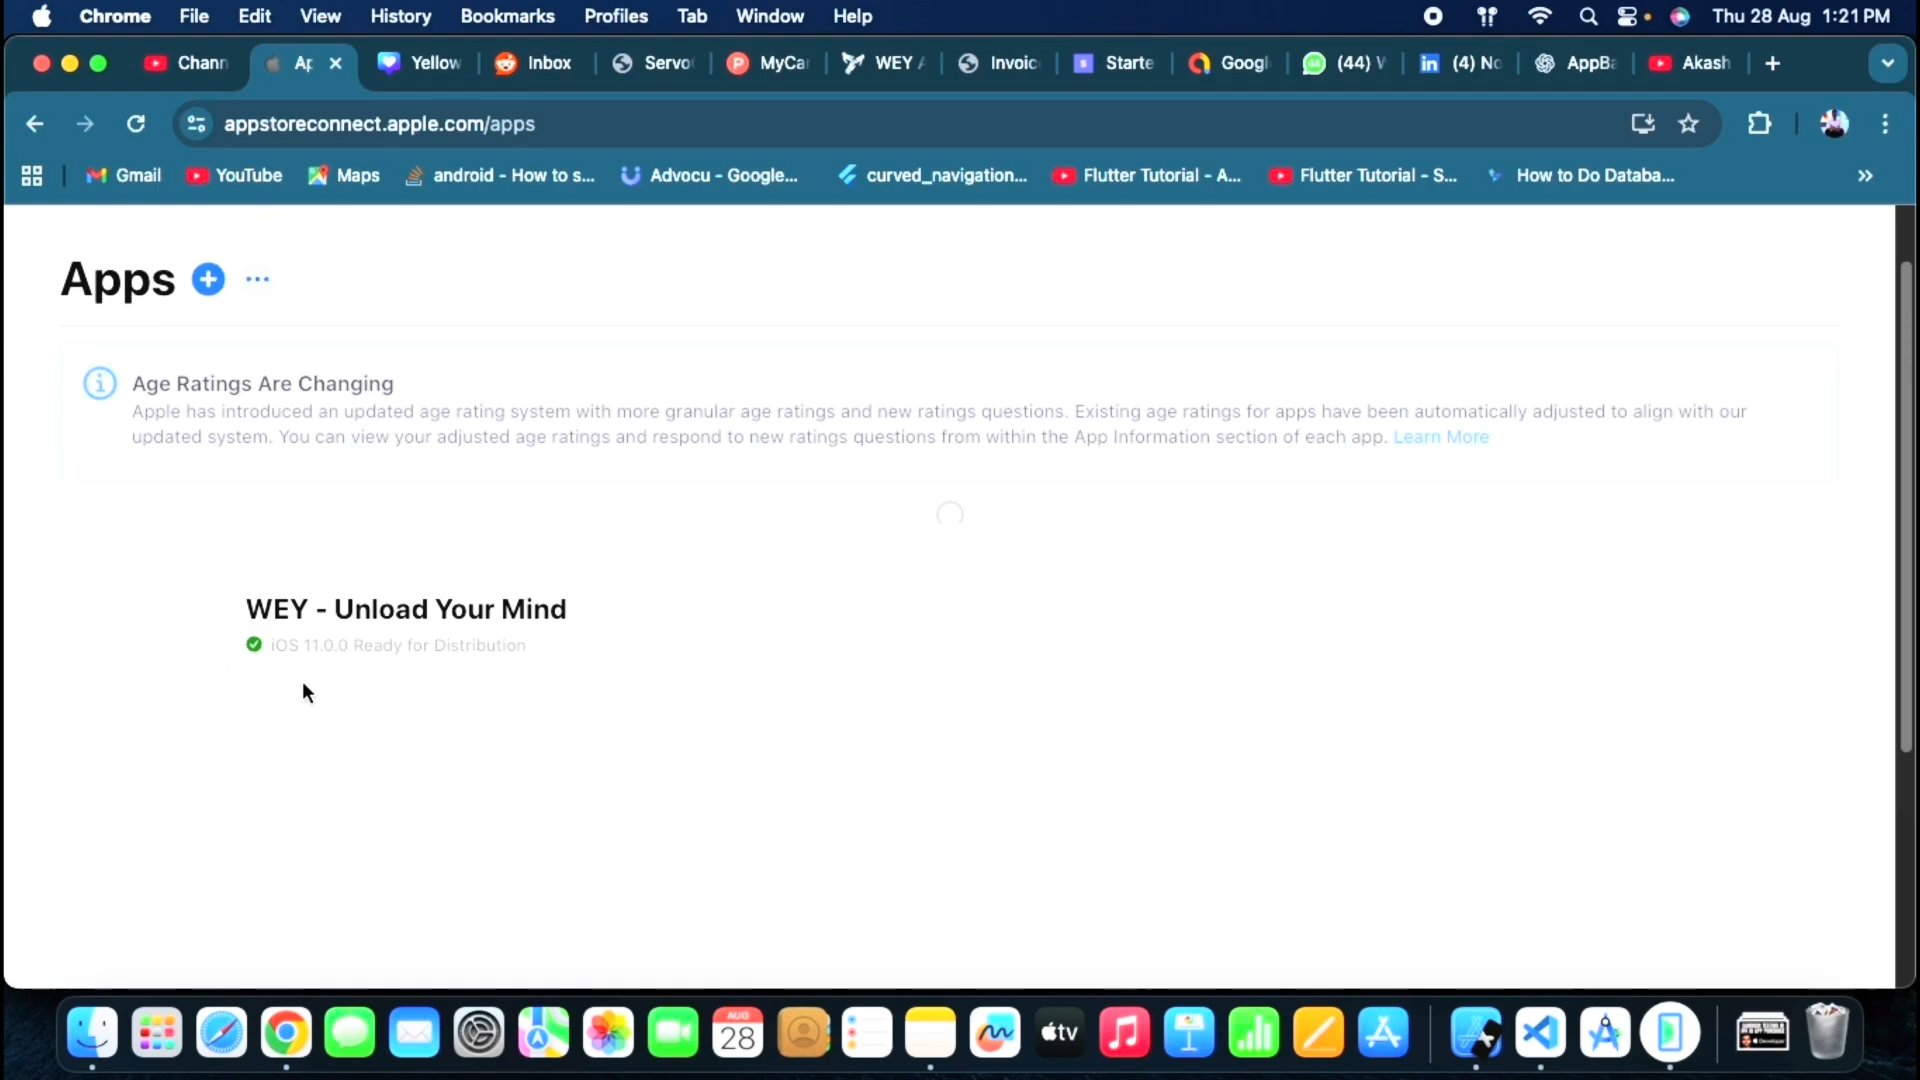 Chrome File Edit View History Bookmarks Profiles Tab Window Help Thu 28 Aug 1:21 PM
Chann Ap Yellow Inbox Servo MyCar WEY A Invoic Starte Googl (44) (4) No AppBa Akash
appstoreconnect.apple.com/apps
Gmail YouTube Maps android - How to s... Advocu - Google... curved_navigation... Flutter Tutorial - A... Flutter Tutorial - S... How to Do Databa...
Apps
Age Ratings Are Changing
Apple has introduced an updated age rating system with more granular age ratings and new ratings questions. Existing age ratings for apps have been automatically adjusted to align with our
updated system. You can view your adjusted age ratings and respond to new ratings questions from within the App Information section of each app. Learn More
WEY - Unload Your Mind
iOS 11.0.0 Ready for Distribution
AUG
28
tv